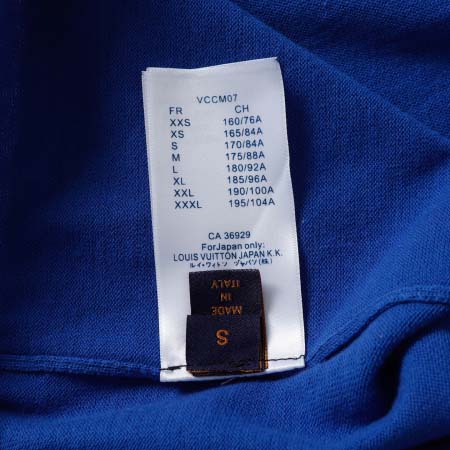 VCCM07
FR CH
XXS 160/76A
XS 165/84A
S 170/84A
M 175/88A
L 180/92A
XL 185/96A
XXL 190/100A
XXXL 195/104A
CA 36929
ForJapan only:
LOUIS VUITTON JAPAN K.K.
ルイ・ヴィトン ジャパン(株)
MADE
IN
ITALY
S